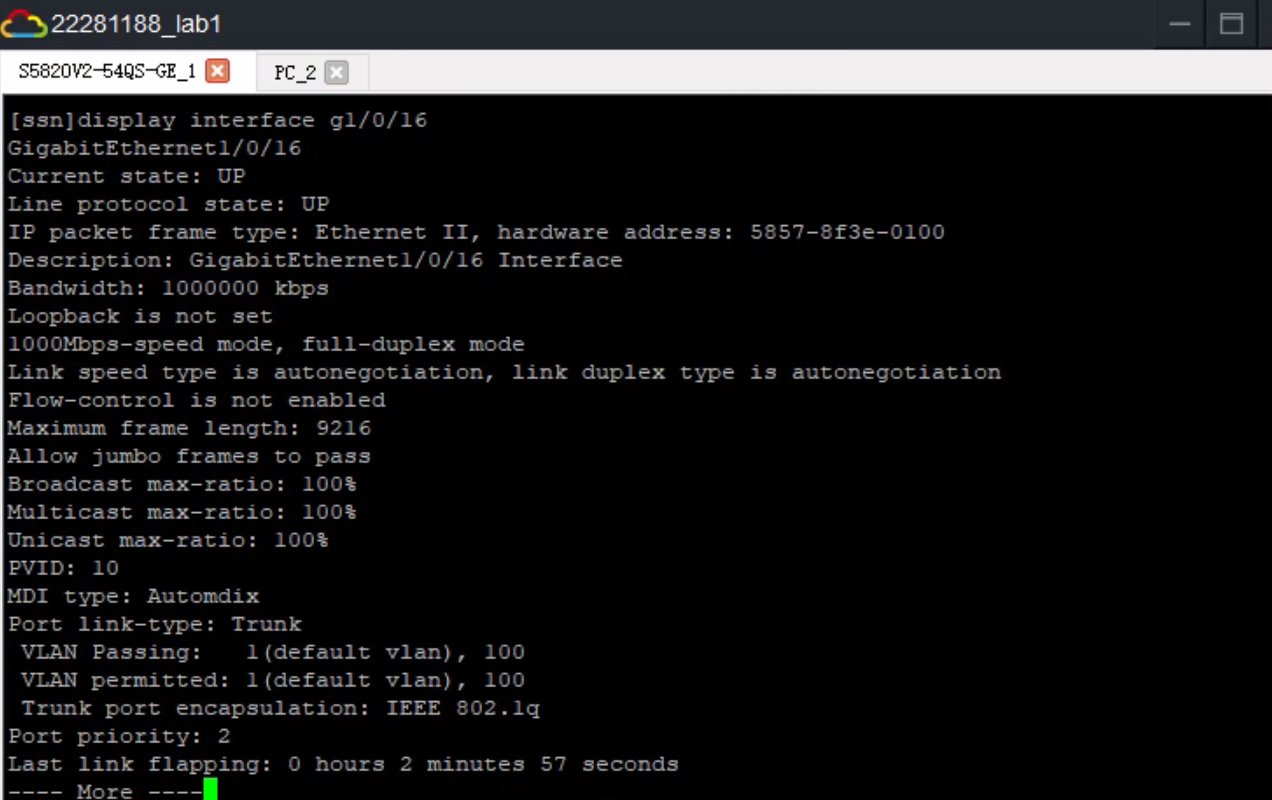 22281188_lab1
S5820V2-54QS-GE_1 PC_2
[ssn]display interface g1/0/16
GigabitEthernet1/0/16
Current state: UP
Line protocol state: UP
IP packet frame type: Ethernet II, hardware address: 5857-8f3e-0100
Description: GigabitEthernet1/0/16 Interface
Bandwidth: 1000000 kbps
Loopback is not set
1000Mbps-speed mode, full-duplex mode
Link speed type is autonegotiation, link duplex type is autonegotiation
Flow-control is not enabled
Maximum frame length: 9216
Allow jumbo frames to pass
Broadcast max-ratio: 100%
Multicast max-ratio: 100%
Unicast max-ratio: 100%
PVID: 10
MDI type: Automdix
Port link-type: Trunk
 VLAN Passing:   1(default vlan), 100
 VLAN permitted: 1(default vlan), 100
 Trunk port encapsulation: IEEE 802.1q
Port priority: 2
Last link flapping: 0 hours 2 minutes 57 seconds
---- More ----